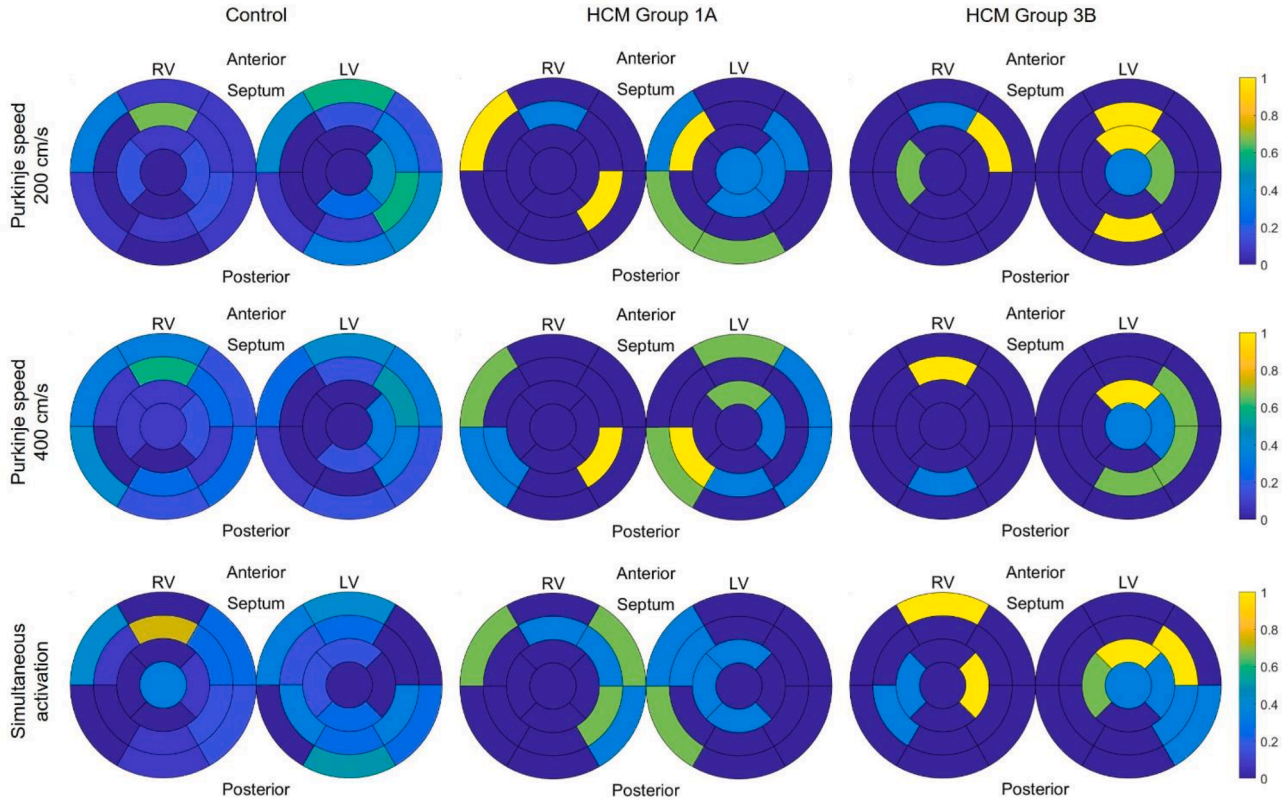 Control HCM Group 1A HCM Group 3B
Purkinje speed
200 cm/s
Anterior Anterior Anterior
RV LV RV LV RV LV
Septum Septum Septum
Posterior Posterior Posterior
1
0.8
0.6
0.4
0.2
0
Purkinje speed
400 cm/s
Anterior Anterior Anterior
RV LV RV LV RV LV
Septum Septum Septum
Posterior Posterior Posterior
1
0.8
0.6
0.4
0.2
0
Simultaneous
activation
Anterior Anterior Anterior
RV LV RV LV RV LV
Septum Septum Septum
Posterior Posterior Posterior
1
0.8
0.6
0.4
0.2
0